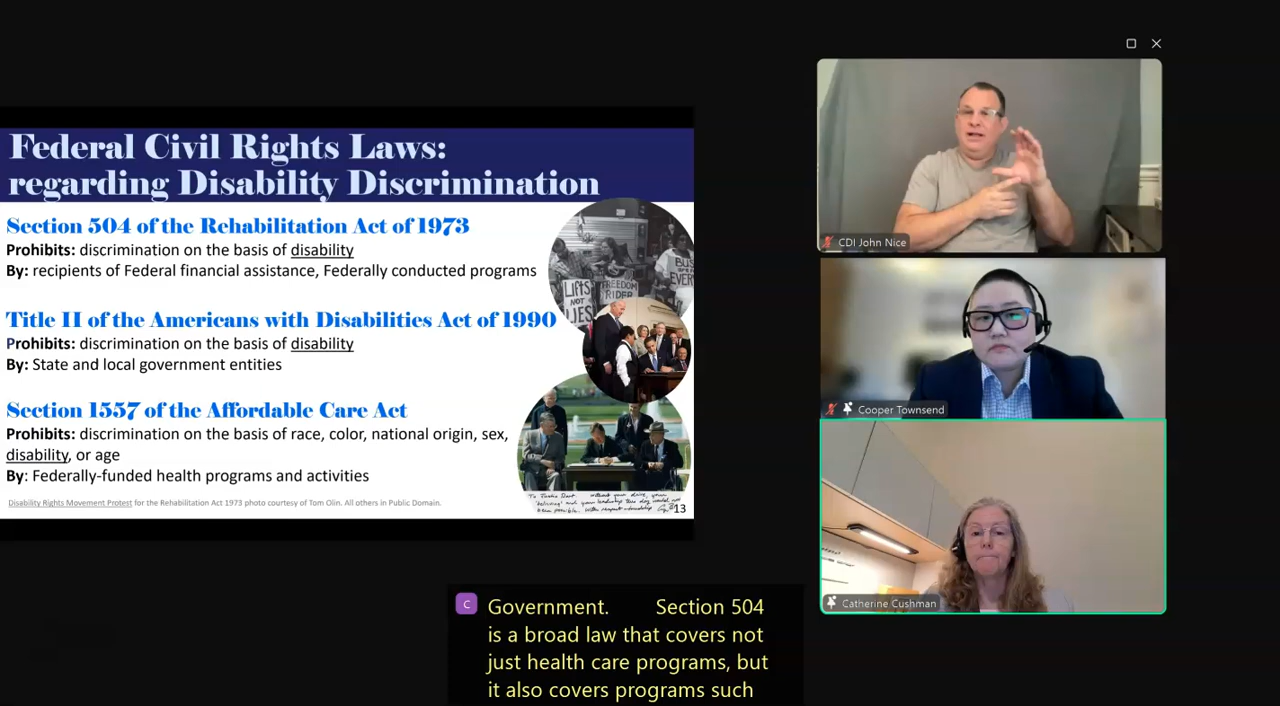 Federal Civil Rights Laws:
regarding Disability Discrimination
Section 504 of the Rehabilitation Act of 1973
Prohibits: discrimination on the basis of disability
By: recipients of Federal financial assistance, Federally conducted programs
Title II of the Americans with Disabilities Act of 1990
Prohibits: discrimination on the basis of disability
By: State and local government entities
Section 1557 of the Affordable Care Act
Prohibits: discrimination on the basis of race, color, national origin, sex,
disability, or age
By: Federally-funded health programs and activities
Disability Rights Movement Protest for the Rehabilitation Act 1973 photo courtesy of Tom Olin. All others in Public Domain.
13
LIFTS
NOT
FREEDOM
RIDER
CDI John Nice
Cooper Townsend
Catherine Cushman
C
Government. Section 504
is a broad law that covers not
just health care programs, but
it also covers programs such